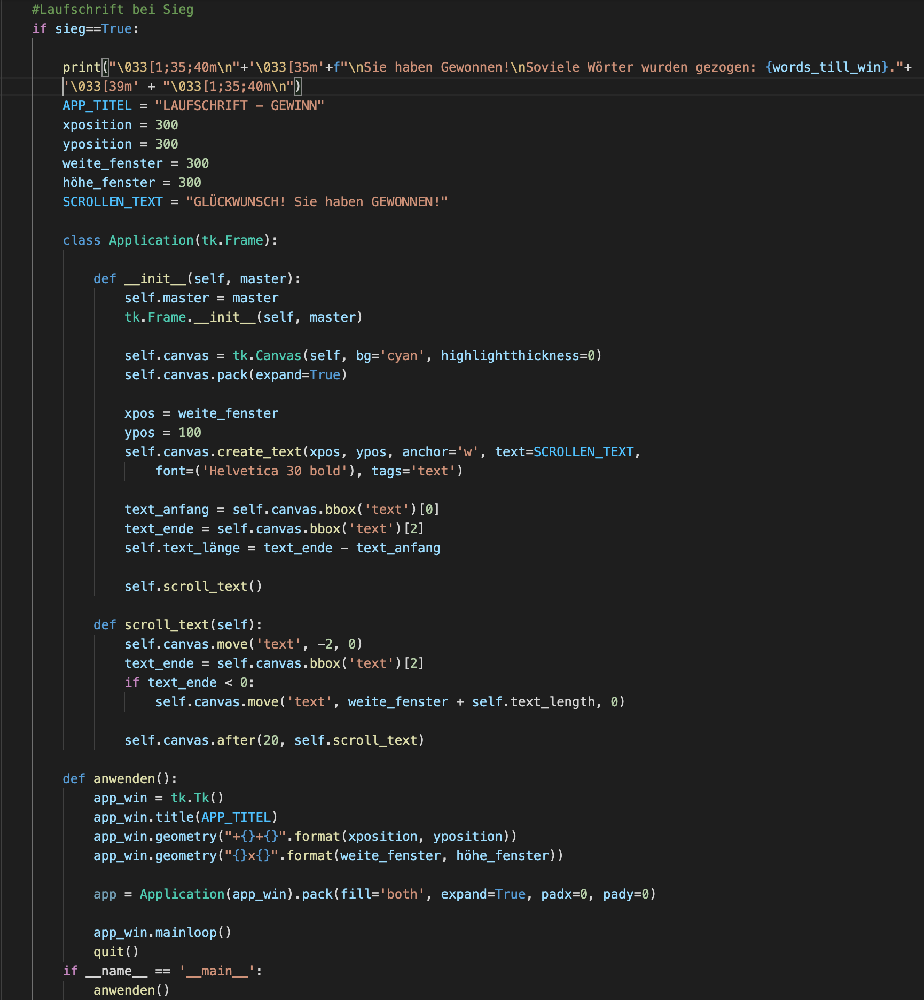 #Laufschrift bei Sieg
if sieg==True:
print("\033[1;35;40m\n"+'\033[35m'+f"\nSie haben Gewonnen!\nSoviele Wörter wurden gezogen: {words_till_win}."+
'\033[39m' + "\033[1;35;40m\n")
APP_TITEL = "LAUFSCHRIFT - GEWINN"
xposition = 300
yposition = 300
weite_fenster = 300
höhe_fenster = 300
SCROLLEN_TEXT = "GLÜCKWUNSCH! Sie haben GEWONNEN!"
class Application(tk.Frame):
def __init__(self, master):
self.master = master
tk.Frame.__init__(self, master)
self.canvas = tk.Canvas(self, bg='cyan', highlightthickness=0)
self.canvas.pack(expand=True)
xpos = weite_fenster
ypos = 100
self.canvas.create_text(xpos, ypos, anchor='w', text=SCROLLEN_TEXT,
font=('Helvetica 30 bold'), tags='text')
text_anfang = self.canvas.bbox('text')[0]
text_ende = self.canvas.bbox('text')[2]
self.text_länge = text_ende - text_anfang
self.scroll_text()
def scroll_text(self):
self.canvas.move('text', -2, 0)
text_ende = self.canvas.bbox('text')[2]
if text_ende < 0:
self.canvas.move('text', weite_fenster + self.text_length, 0)
self.canvas.after(20, self.scroll_text)
def anwenden():
app_win = tk.Tk()
app_win.title(APP_TITEL)
app_win.geometry("+{}+{}".format(xposition, yposition))
app_win.geometry("{}x{}".format(weite_fenster, höhe_fenster))
app = Application(app_win).pack(fill='both', expand=True, padx=0, pady=0)
app_win.mainloop()
quit()
if __name__ == '__main__':
anwenden()